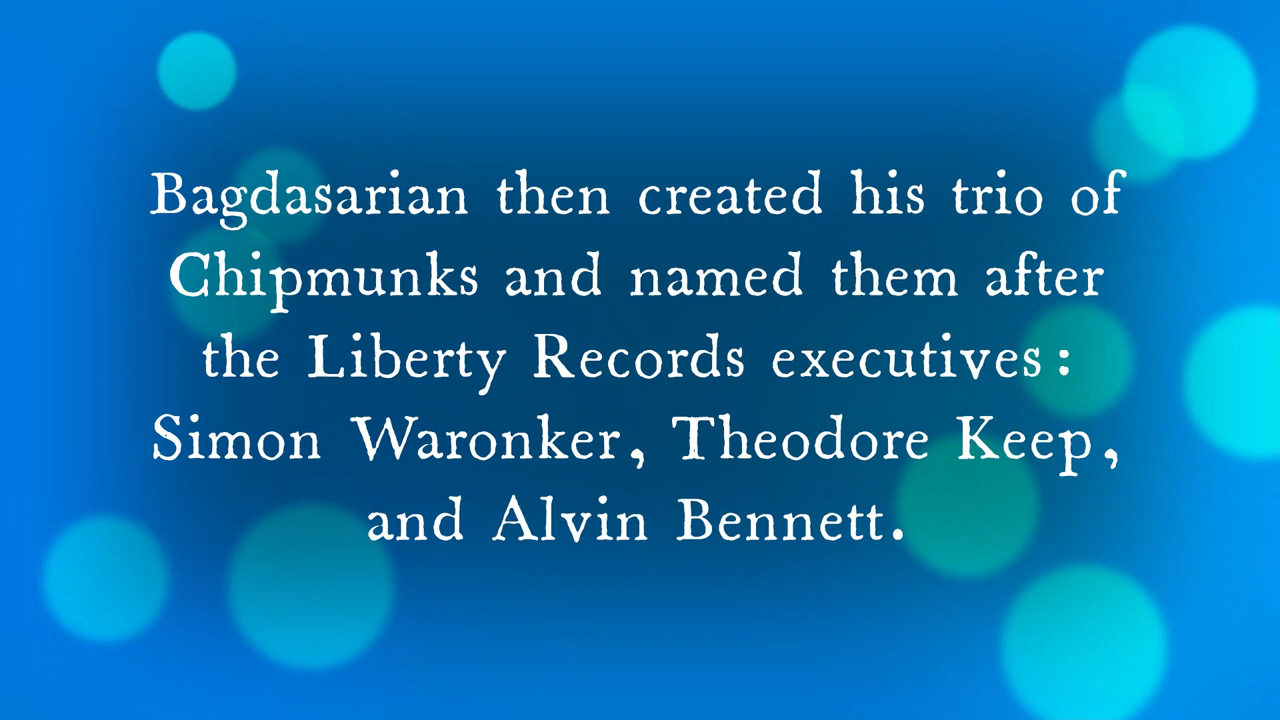 Bagdasarian then created his trio of
Chipmunks and named them after
the Liberty Records executives:
Simon Waronker, Theodore Keep,
and Alvin Bennett.